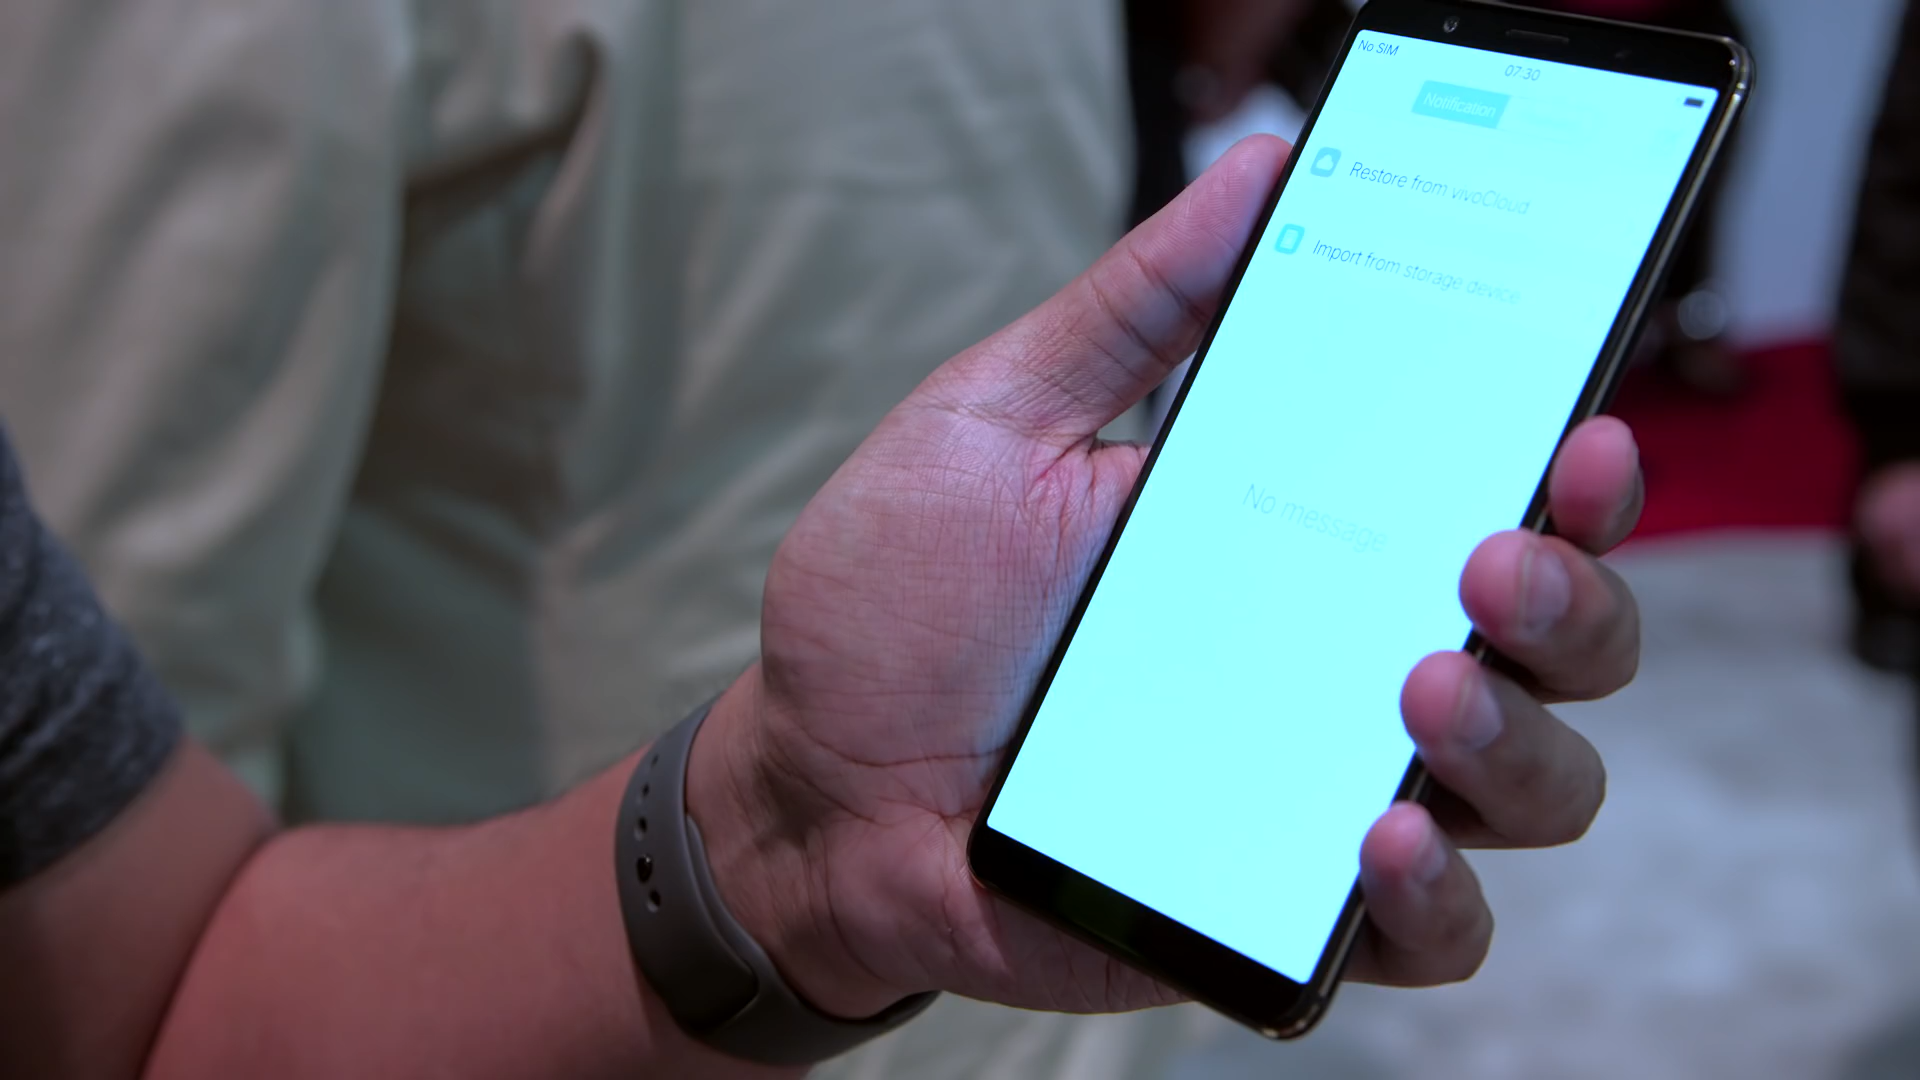 No SIM
07:30
Notification
Restore from vivoCloud
Import from storage device
No message